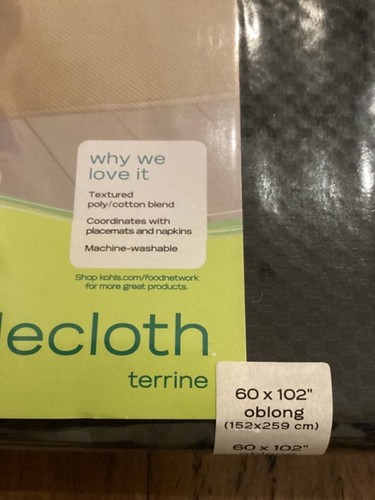 why we
love it
Textured
poly/cotton blend
Coordinates with
placemats and napkins
Machine-washable
Shop kohls.com/foodnetwork
for more great products.
lecloth
terrine
60 x 102"
oblong
(152x259 cm)
60 x 102"